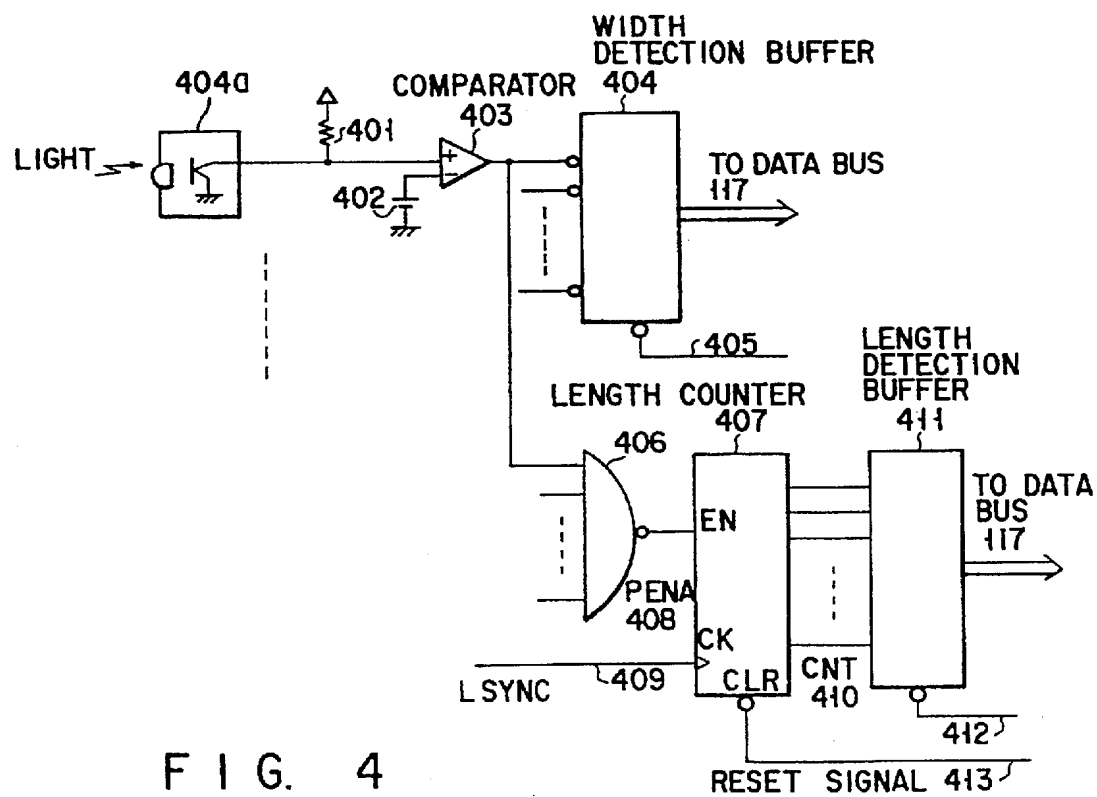 WIDTH
DETECTION BUFFER
404
404a
COMPARATOR
403
401
LIGHT
+
−
402
TO DATA BUS
117
405
LENGTH
DETECTION
BUFFER
411
LENGTH COUNTER
407
406
EN
TO DATA
BUS
117
PENA
408
CK
L SYNC
409
CLR
CNT
410
412
RESET SIGNAL 413
FIG. 4